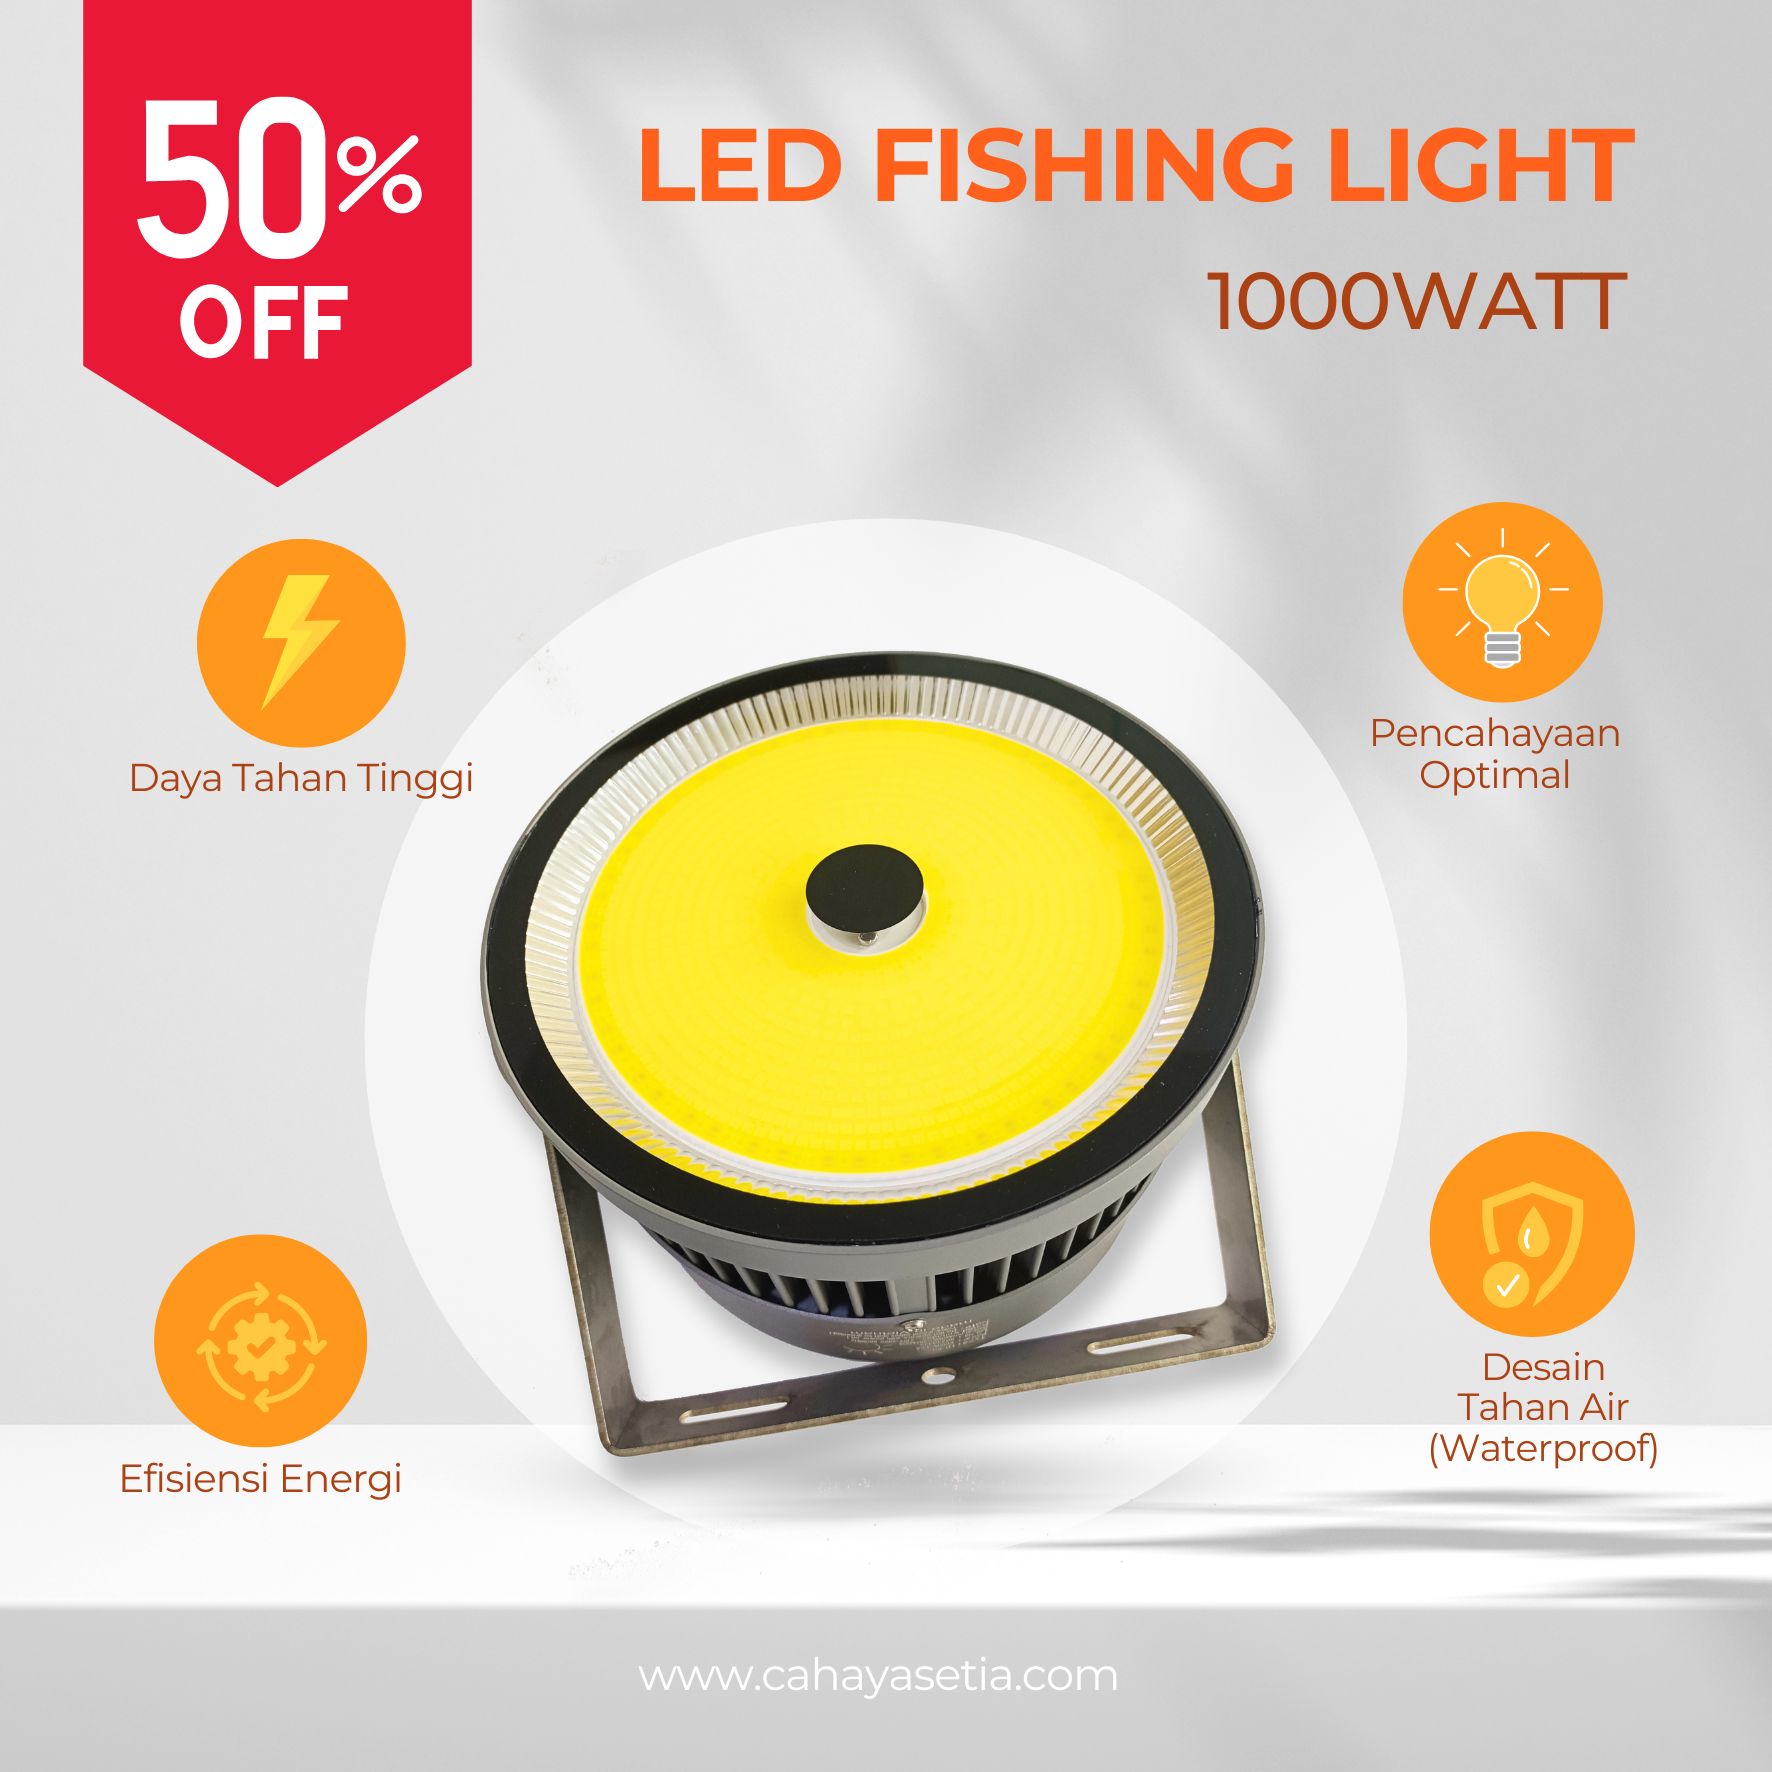 50%
OFF
LED FISHING LIGHT
1000WATT
Daya Tahan Tinggi
Pencahayaan
Optimal
Efisiensi Energi
Desain
Tahan Air
(Waterproof)
www.cahayasetia.com